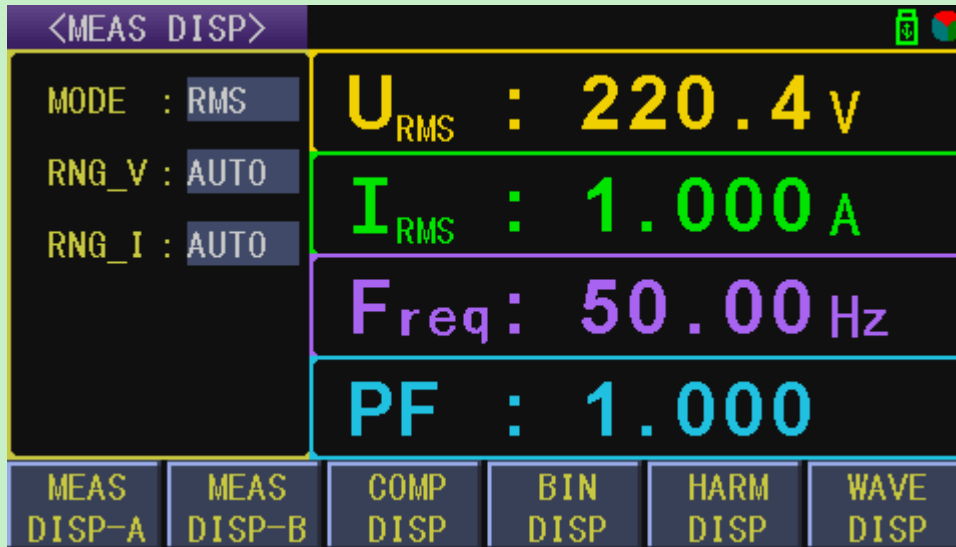 <MEAS DISP>
MODE : RMS
RNG_V : AUTO
RNG_I : AUTO
URMS : 220.4 V
IRMS : 1.000 A
Freq: 50.00 Hz
PF : 1.000
MEAS DISP-A
MEAS DISP-B
COMP DISP
BIN DISP
HARM DISP
WAVE DISP